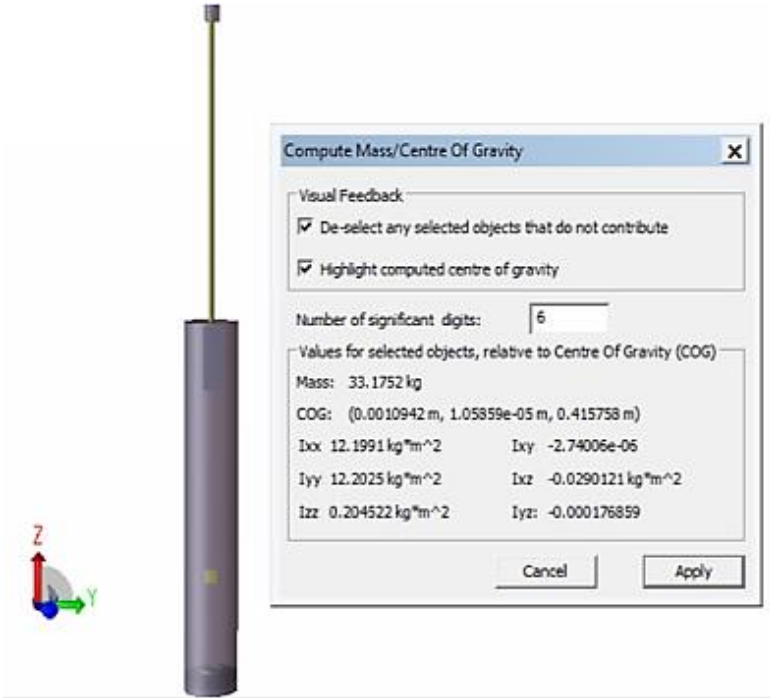 Compute Mass/Centre Of Gravity
Visual Feedback
De-select any selected objects that do not contribute
Highlight computed centre of gravity
Number of significant digits: 6
Values for selected objects, relative to Centre Of Gravity (COG)
Mass: 33.1752 kg
COG: (0.0010942 m, 1.05859e-05 m, 0.415758 m)
Ixx 12.1991 kg*m^2 Ixy -2.74006e-06
Iyy 12.2025 kg*m^2 Ixz -0.0290121 kg*m^2
Izz 0.204522 kg*m^2 Iyz: -0.000176859
Z
Y
Cancel Apply